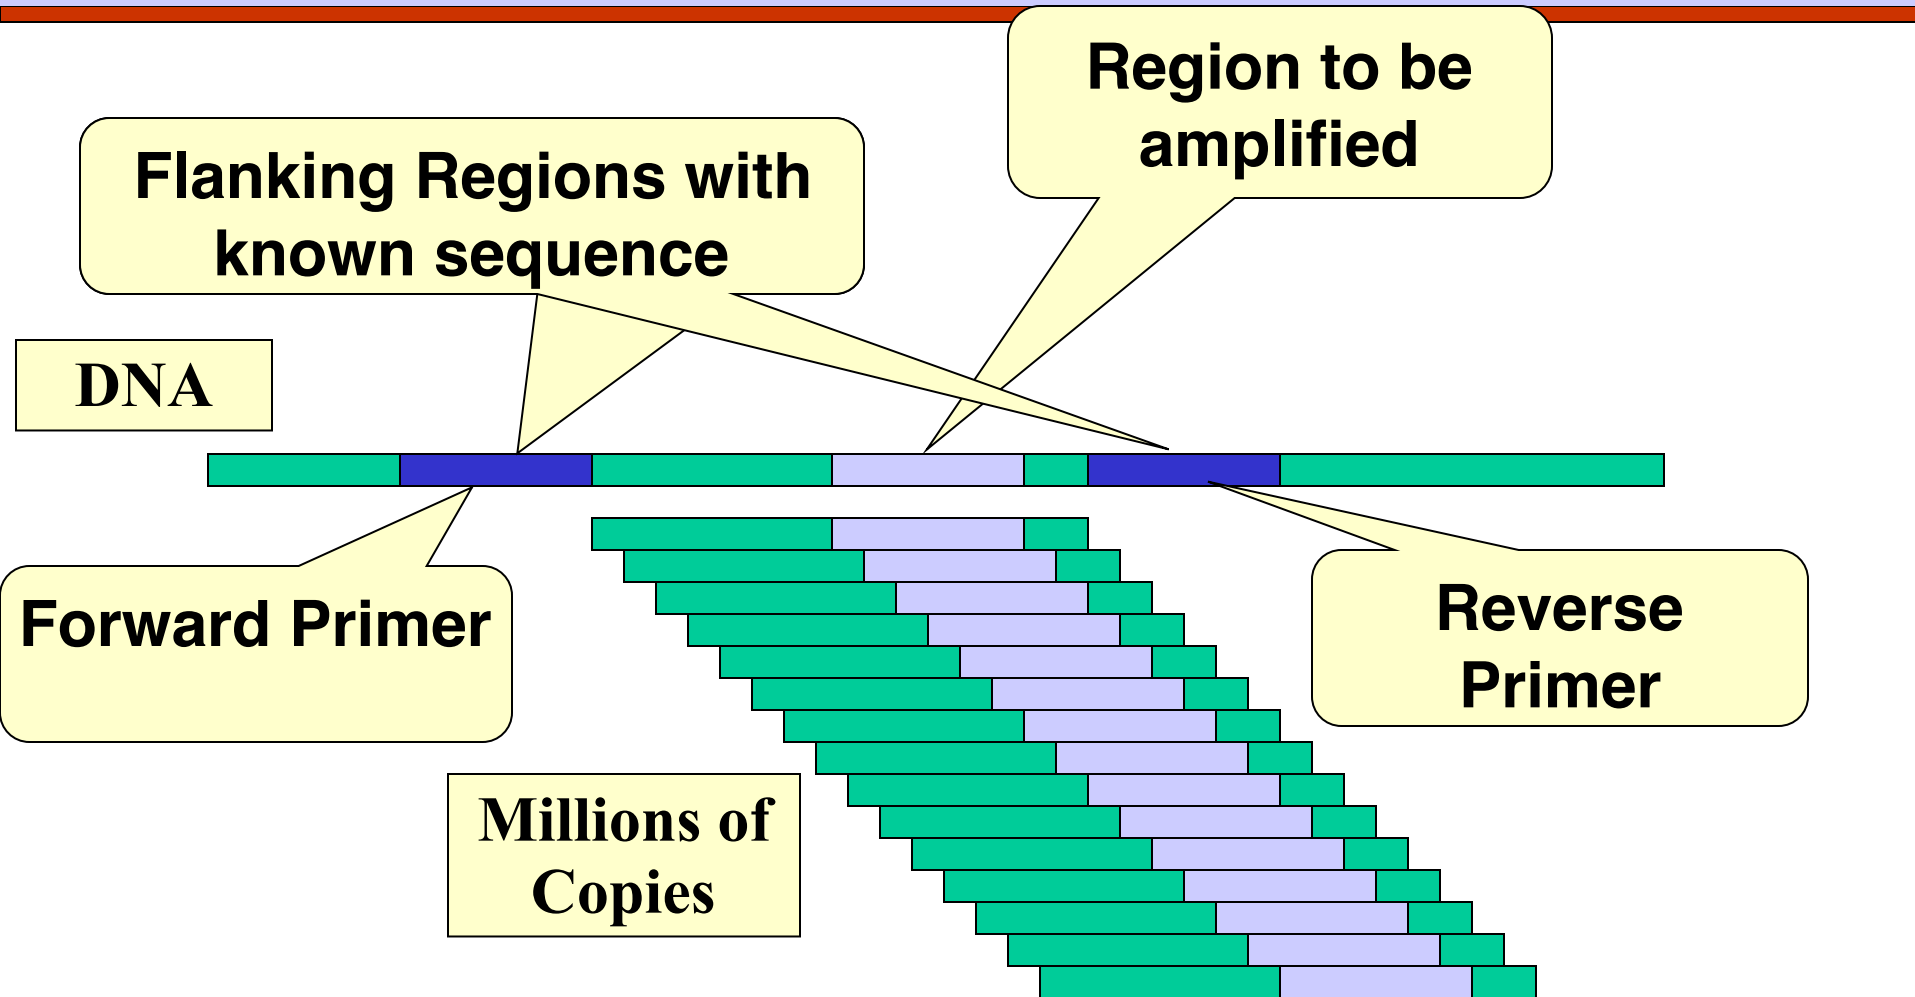 Region to be
amplified
Flanking Regions with
known sequence
DNA
Forward Primer
Reverse
Primer
Millions of
Copies